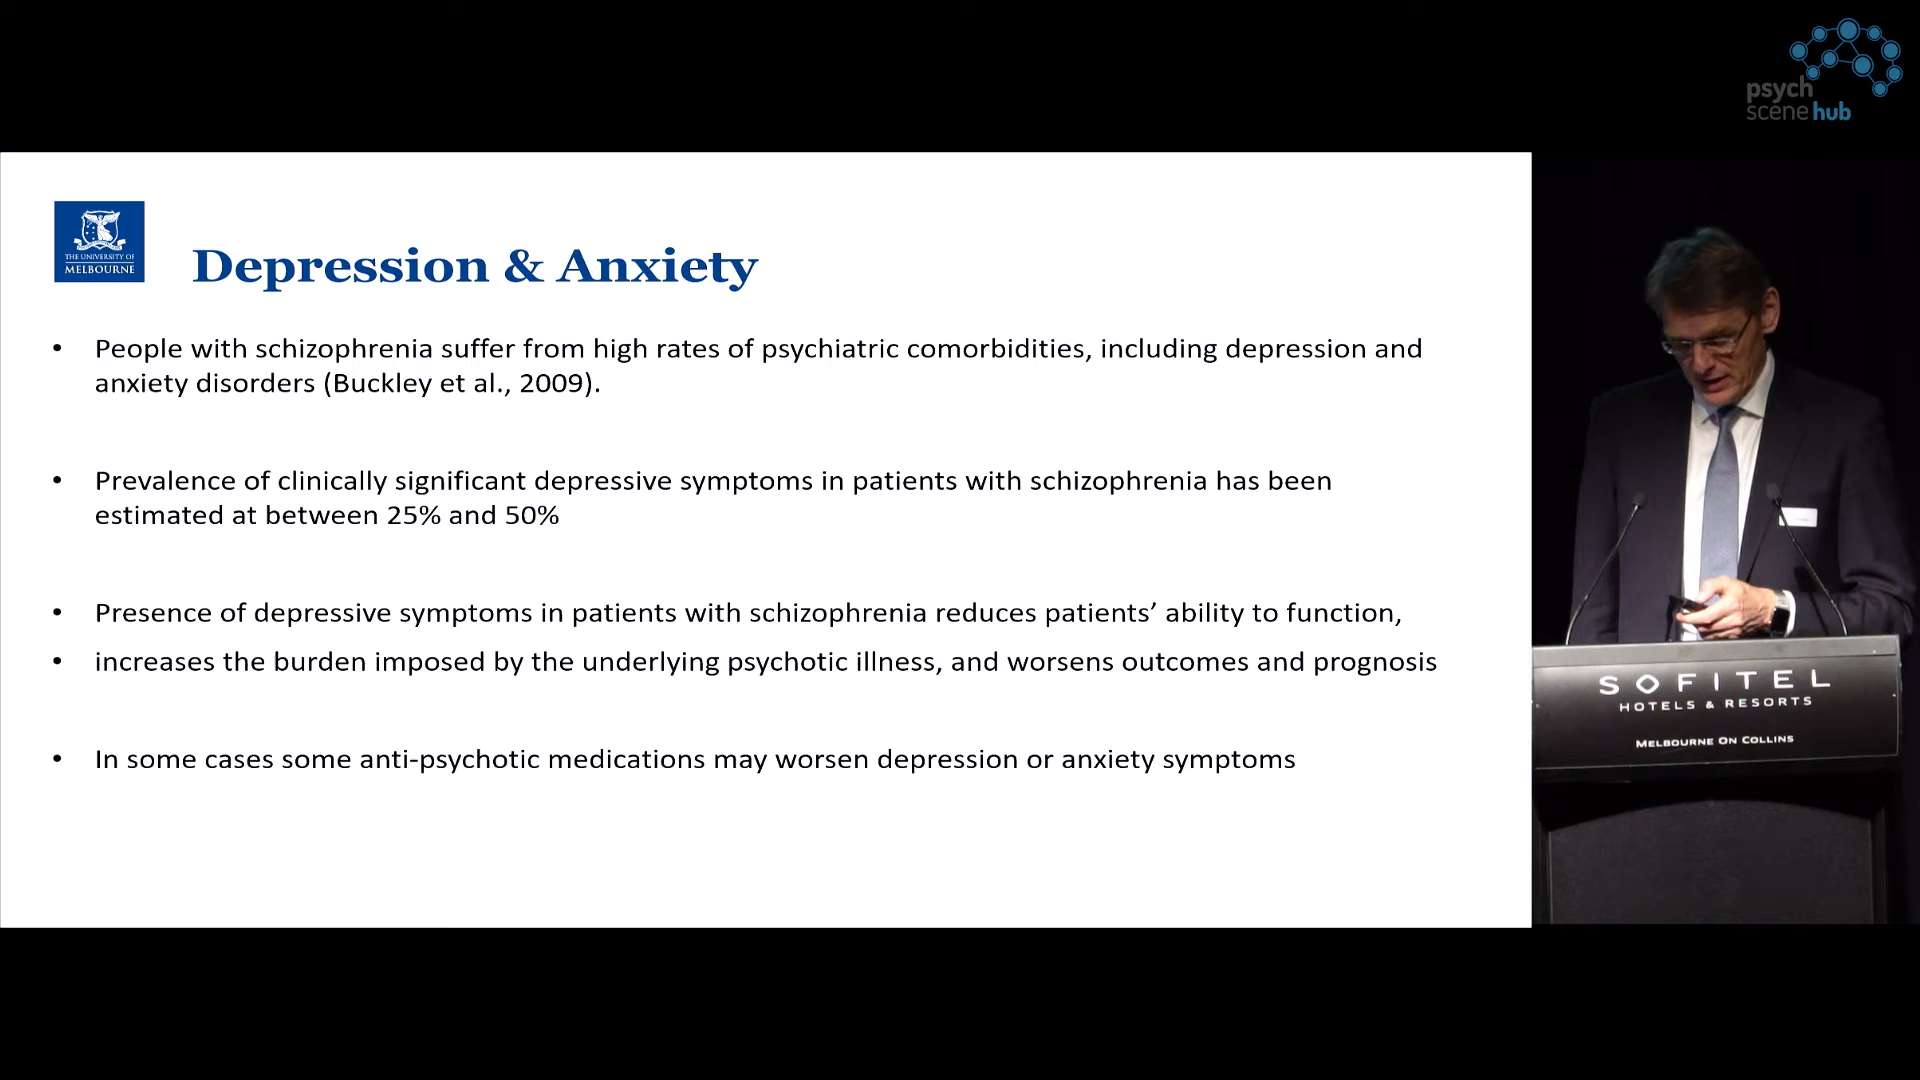 psych
scene hub
THE UNIVERSITY OF
MELBOURNE
Depression & Anxiety
• People with schizophrenia suffer from high rates of psychiatric comorbidities, including depression and
anxiety disorders (Buckley et al., 2009).
• Prevalence of clinically significant depressive symptoms in patients with schizophrenia has been
estimated at between 25% and 50%
• Presence of depressive symptoms in patients with schizophrenia reduces patients’ ability to function,
• increases the burden imposed by the underlying psychotic illness, and worsens outcomes and prognosis
• In some cases some anti-psychotic medications may worsen depression or anxiety symptoms
SOFITEL
HOTELS & RESORTS
MELBOURNE ON COLLINS